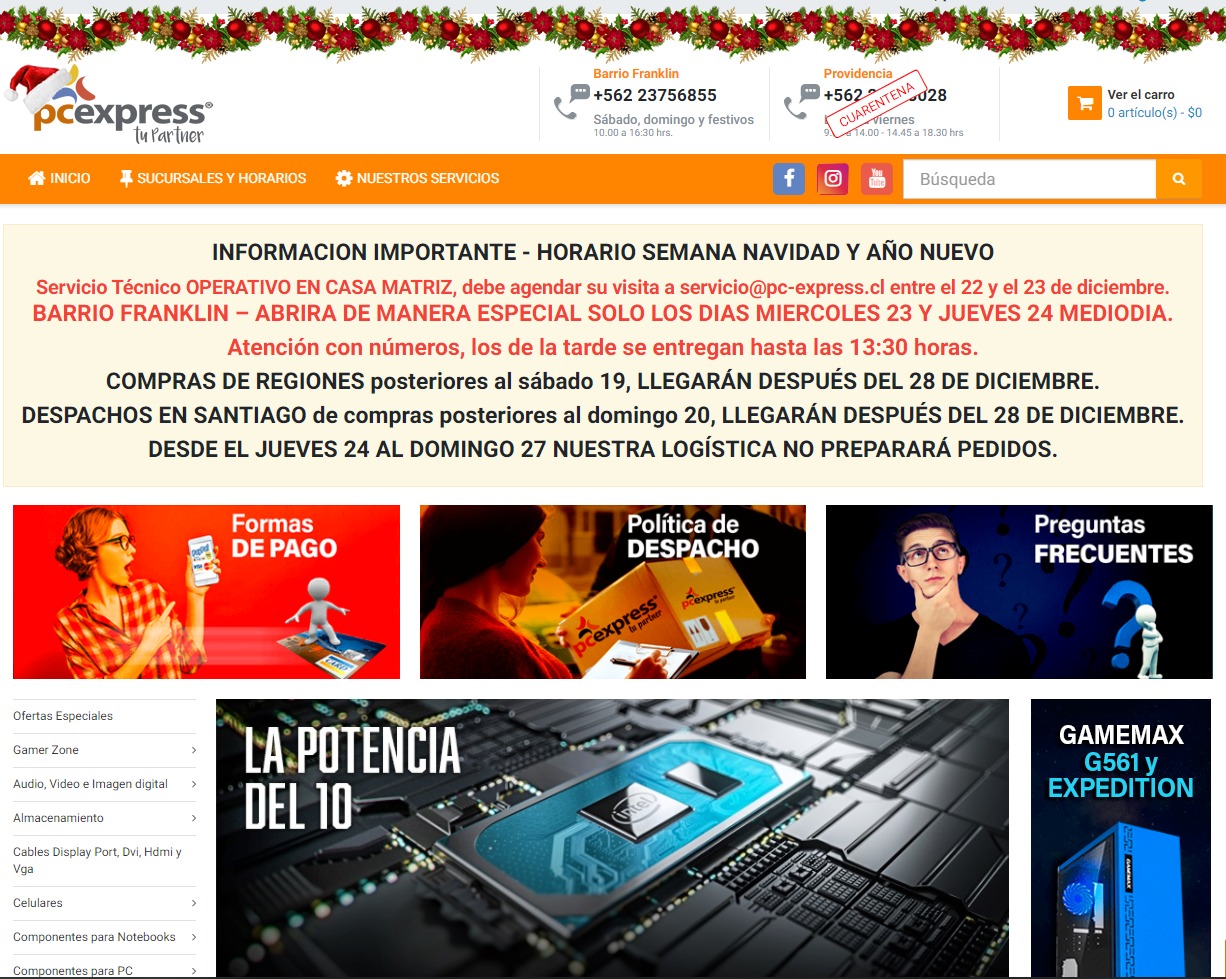 pcexpress®
tu Partner
Barrio Franklin
+562 23756855
Sábado, domingo y festivos
10.00 a 16:30 hrs.
Providencia
+562
028
CUARENTENA
viernes
a 14.00 - 14.45 a 18.30 hrs
Ver el carro
0 artículo(s) - $0
INICIO
SUCURSALES Y HORARIOS
NUESTROS SERVICIOS
You
Tube
Búsqueda
INFORMACION IMPORTANTE - HORARIO SEMANA NAVIDAD Y AÑO NUEVO
Servicio Técnico OPERATIVO EN CASA MATRIZ, debe agendar su visita a servicio@pc-express.cl entre el 22 y el 23 de diciembre.
BARRIO FRANKLIN – ABRIRA DE MANERA ESPECIAL SOLO LOS DIAS MIERCOLES 23 Y JUEVES 24 MEDIODIA.
Atención con números, los de la tarde se entregan hasta las 13:30 horas.
COMPRAS DE REGIONES posteriores al sábado 19, LLEGARÁN DESPUÉS DEL 28 DE DICIEMBRE.
DESPACHOS EN SANTIAGO de compras posteriores al domingo 20, LLEGARÁN DESPUÉS DEL 28 DE DICIEMBRE.
DESDE EL JUEVES 24 AL DOMINGO 27 NUESTRA LOGÍSTICA NO PREPARARÁ PEDIDOS.
Formas
DE PAGO
VISA
CARD
Política de
DESPACHO
pcexpress
tu partner
pcexpress
tu partner
Preguntas
FRECUENTES
Ofertas Especiales
Gamer Zone
Audio, Video e Imagen digital
Almacenamiento
Cables Display Port, Dvi, Hdmi y
Vga
Celulares
Componentes para Notebooks
Componentes para PC
LA POTENCIA
DEL 10
intel
GAMEMAX
G561 y
EXPEDITION
GAMEMAX